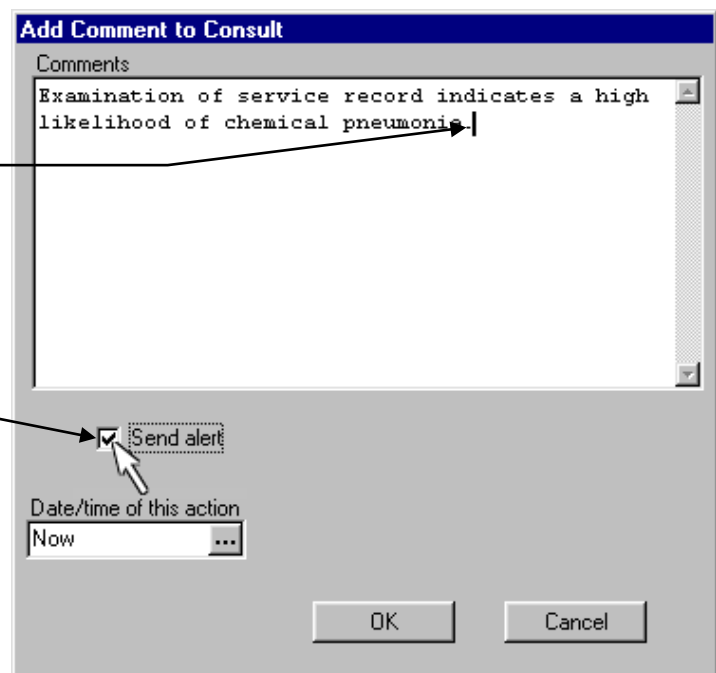 Add Comment to Consult
Comments
Examination of service record indicates a high
likelihood of chemical pneumonia.
Send alert
Date/time of this action
Now
...
OK
Cancel